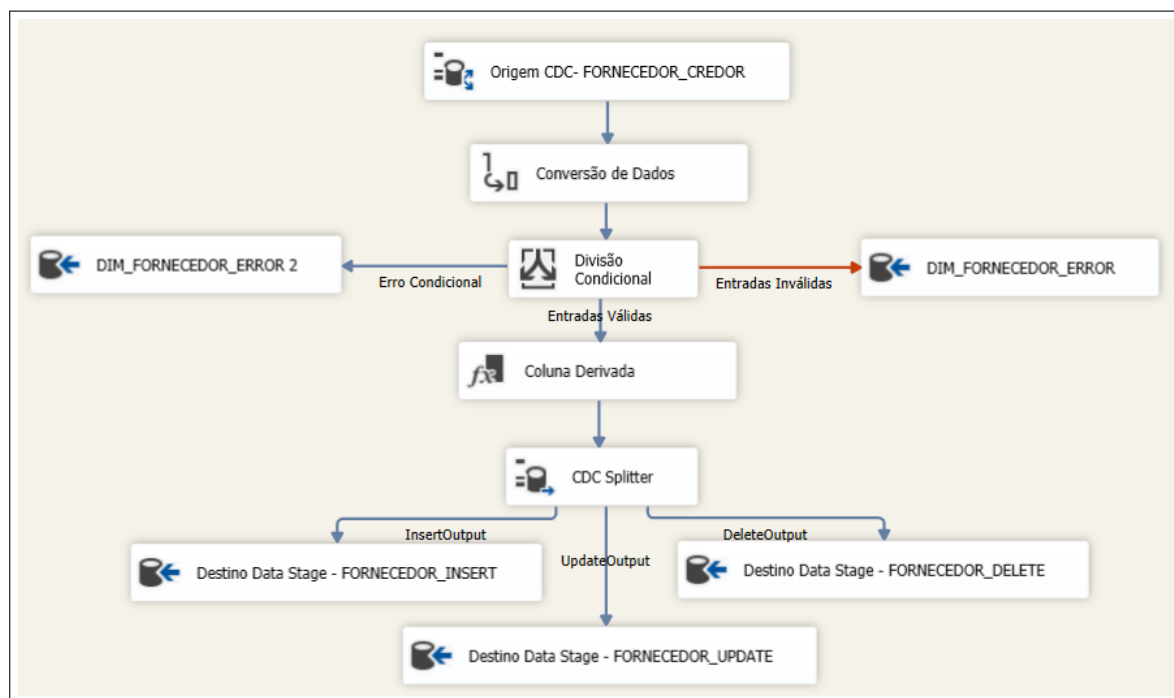 Origem CDC- FORNECEDOR_CREDOR
Conversão de Dados
DIM_FORNECEDOR_ERROR 2
Erro Condicional
Divisão
Condicional
Entradas Inválidas
DIM_FORNECEDOR_ERROR
Entradas Válidas
Coluna Derivada
CDC Splitter
InsertOutput
UpdateOutput
DeleteOutput
Destino Data Stage - FORNECEDOR_INSERT
Destino Data Stage - FORNECEDOR_DELETE
Destino Data Stage - FORNECEDOR_UPDATE